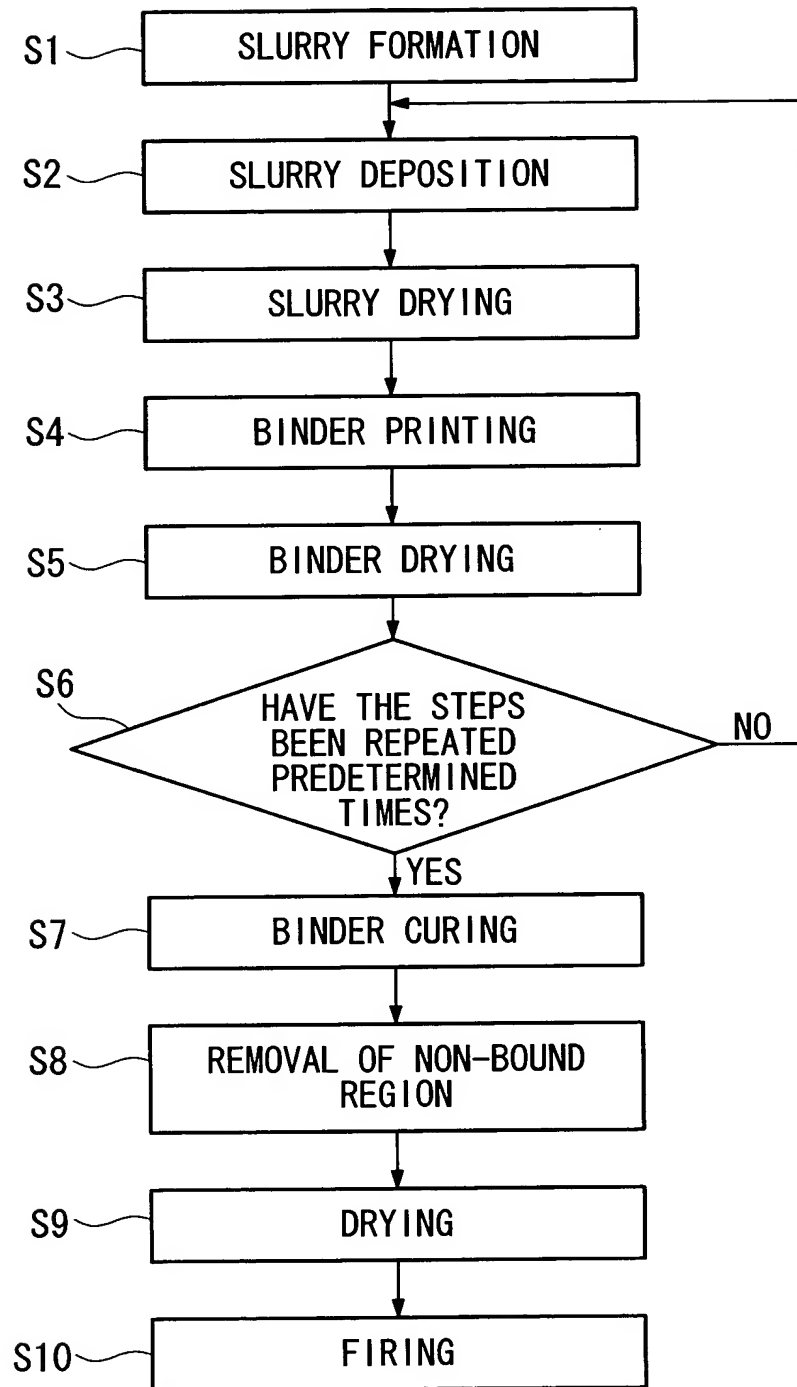 S1
SLURRY FORMATION
S2
SLURRY DEPOSITION
S3
SLURRY DRYING
S4
BINDER PRINTING
S5
BINDER DRYING
S6
HAVE THE STEPS
BEEN REPEATED
PREDETERMINED
TIMES?
NO
YES
S7
BINDER CURING
S8
REMOVAL OF NON-BOUND
REGION
S9
DRYING
S10
FIRING